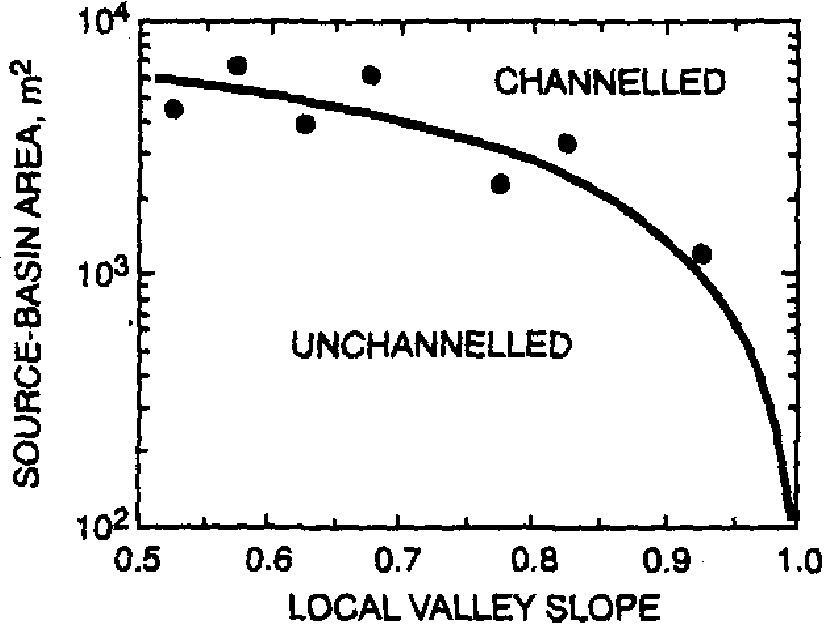 10⁴
CHANNELLED
SOURCE-BASIN AREA, m²
10³
UNCHANNELLED
10²
0.5 0.6 0.7 0.8 0.9 1.0
LOCAL VALLEY SLOPE